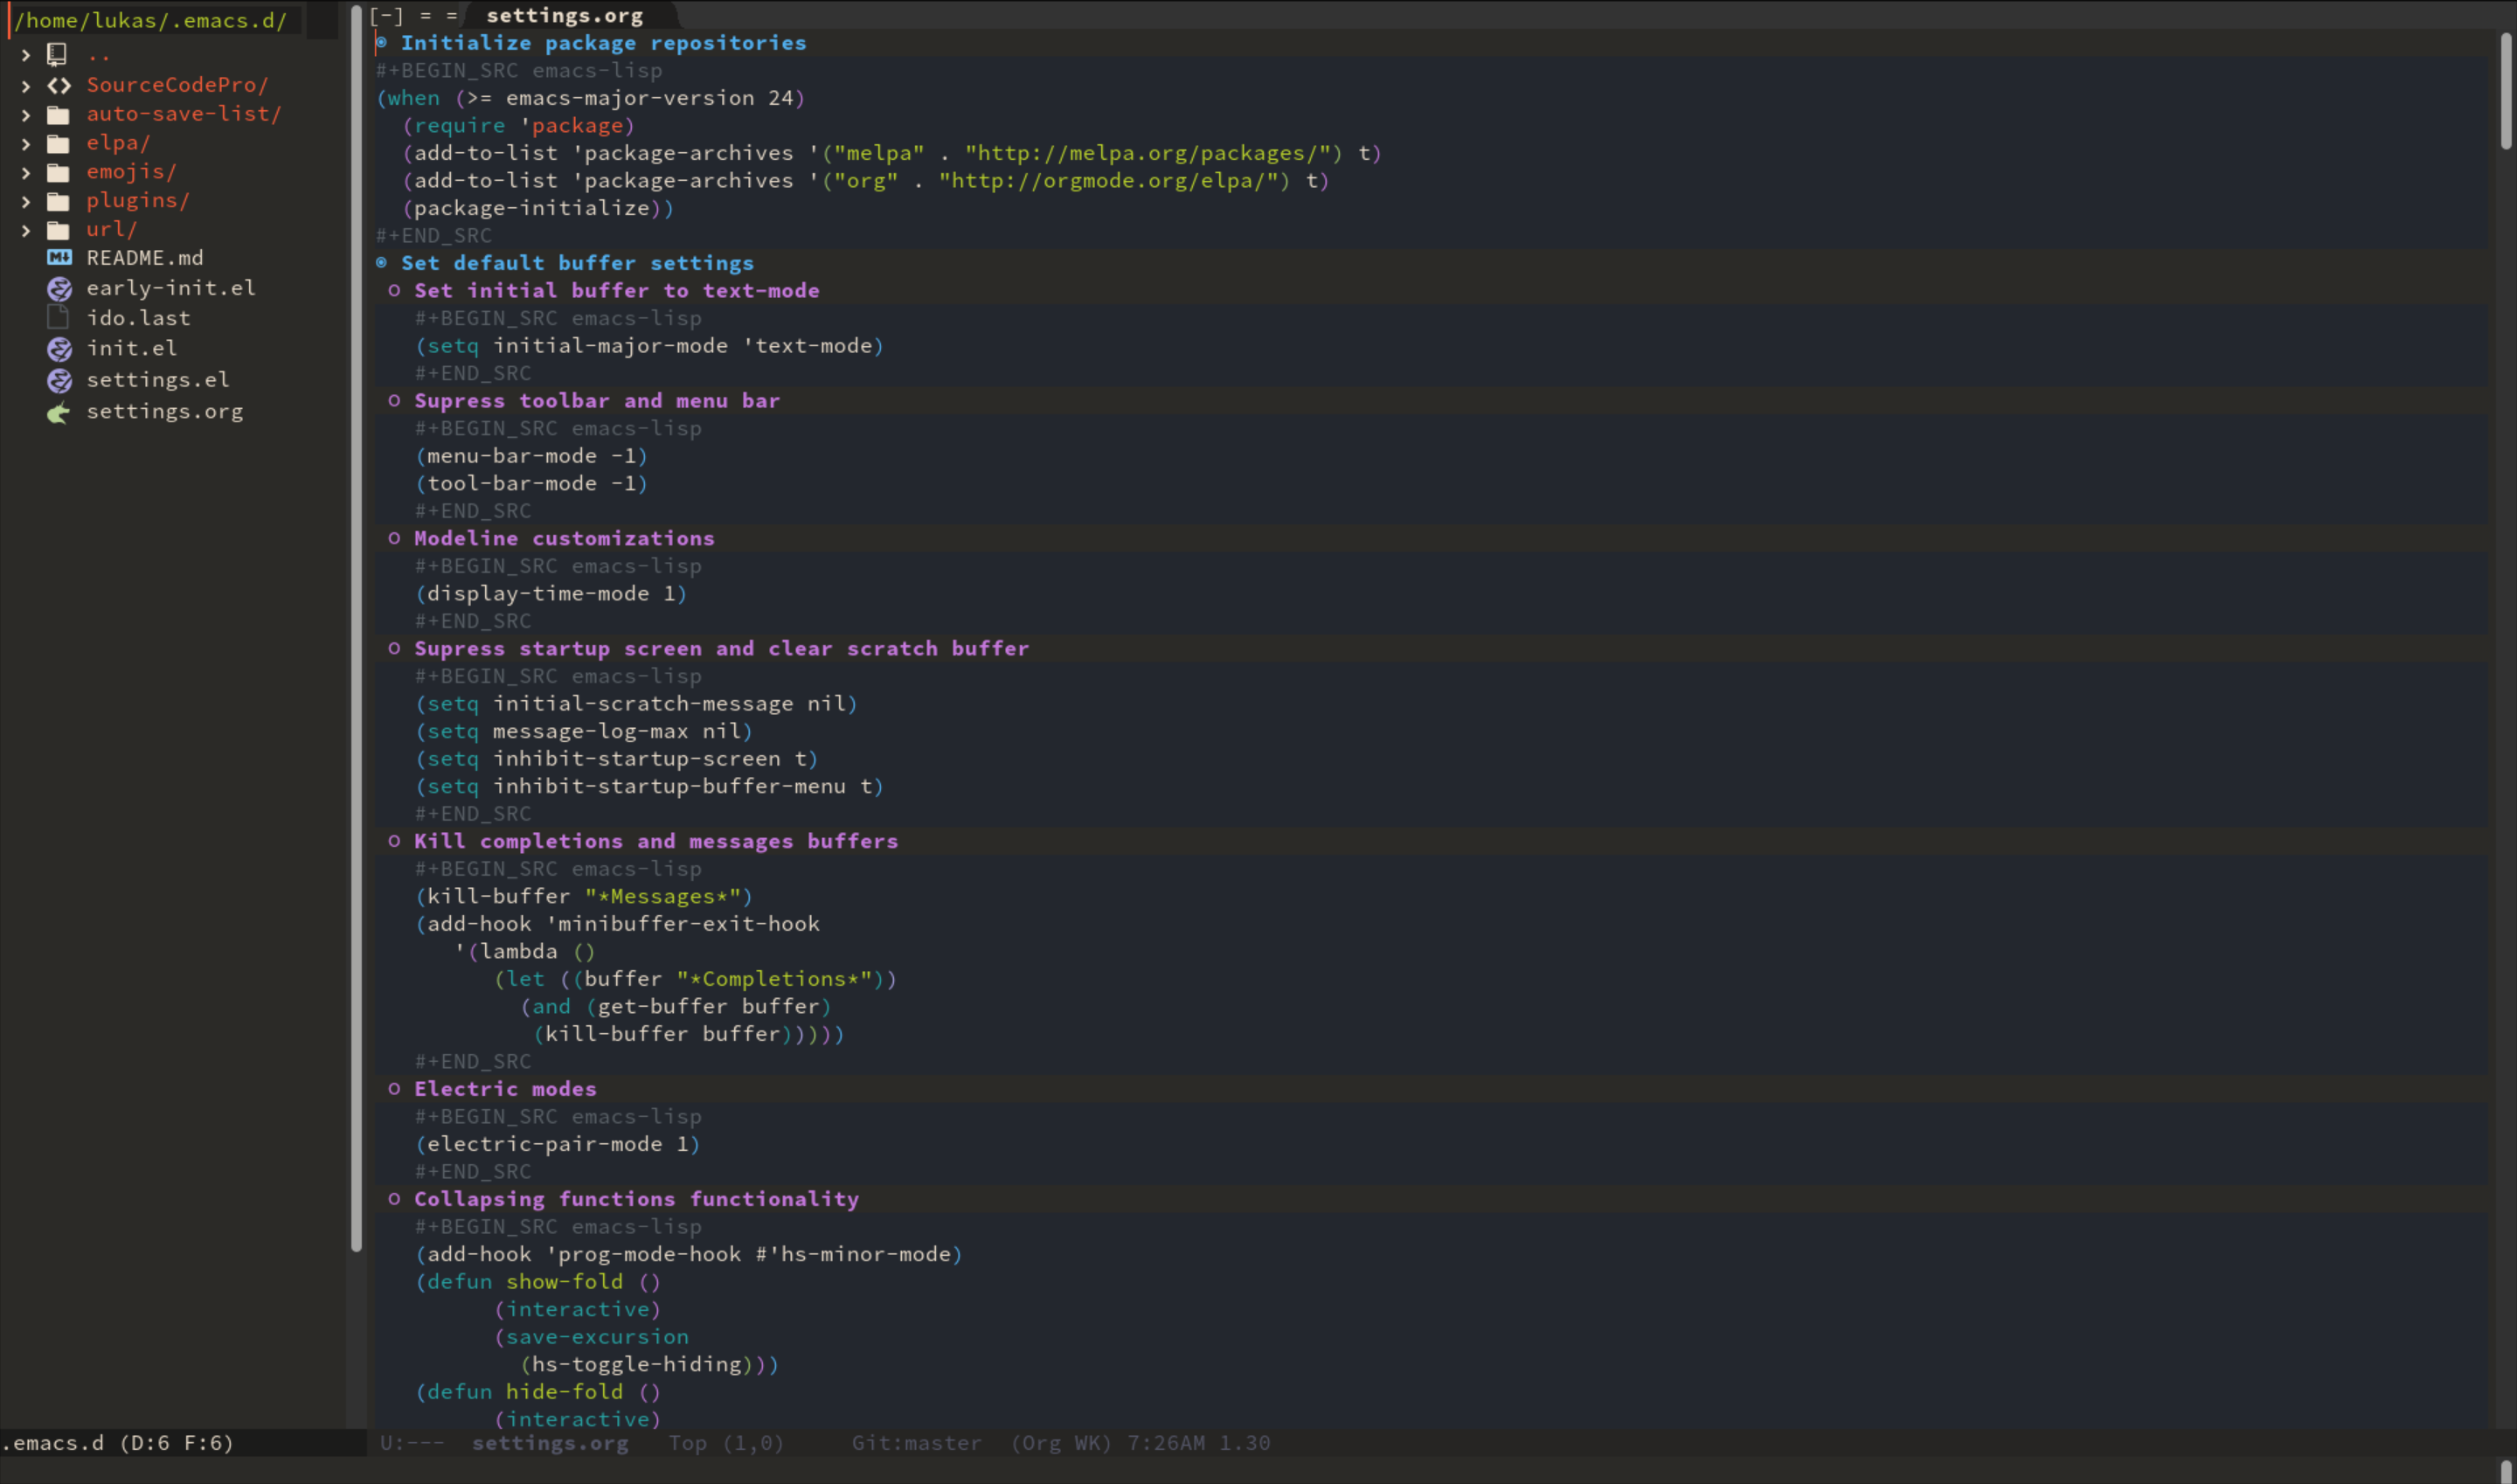 /home/lukas/.emacs.d/
..
SourceCodePro/
auto-save-list/
elpa/
emojis/
plugins/
url/
README.md
early-init.el
ido.last
init.el
settings.el
settings.org
.emacs.d (D:6 F:6)
[-] = = settings.org
Initialize package repositories
#+BEGIN_SRC emacs-lisp
(when (>= emacs-major-version 24)
(require 'package)
(add-to-list 'package-archives '("melpa" . "http://melpa.org/packages/") t)
(add-to-list 'package-archives '("org" . "http://orgmode.org/elpa/") t)
(package-initialize))
#+END_SRC
Set default buffer settings
Set initial buffer to text-mode
#+BEGIN_SRC emacs-lisp
(setq initial-major-mode 'text-mode)
#+END_SRC
Supress toolbar and menu bar
#+BEGIN_SRC emacs-lisp
(menu-bar-mode -1)
(tool-bar-mode -1)
#+END_SRC
Modeline customizations
#+BEGIN_SRC emacs-lisp
(display-time-mode 1)
#+END_SRC
Supress startup screen and clear scratch buffer
#+BEGIN_SRC emacs-lisp
(setq initial-scratch-message nil)
(setq message-log-max nil)
(setq inhibit-startup-screen t)
(setq inhibit-startup-buffer-menu t)
#+END_SRC
Kill completions and messages buffers
#+BEGIN_SRC emacs-lisp
(kill-buffer "*Messages*")
(add-hook 'minibuffer-exit-hook
'(lambda ()
(let ((buffer "*Completions*"))
(and (get-buffer buffer)
(kill-buffer buffer)))))
#+END_SRC
Electric modes
#+BEGIN_SRC emacs-lisp
(electric-pair-mode 1)
#+END_SRC
Collapsing functions functionality
#+BEGIN_SRC emacs-lisp
(add-hook 'prog-mode-hook #'hs-minor-mode)
(defun show-fold ()
(interactive)
(save-excursion
(hs-toggle-hiding)))
(defun hide-fold ()
(interactive)
U:--- settings.org Top (1,0) Git:master (Org WK) 7:26AM 1.30